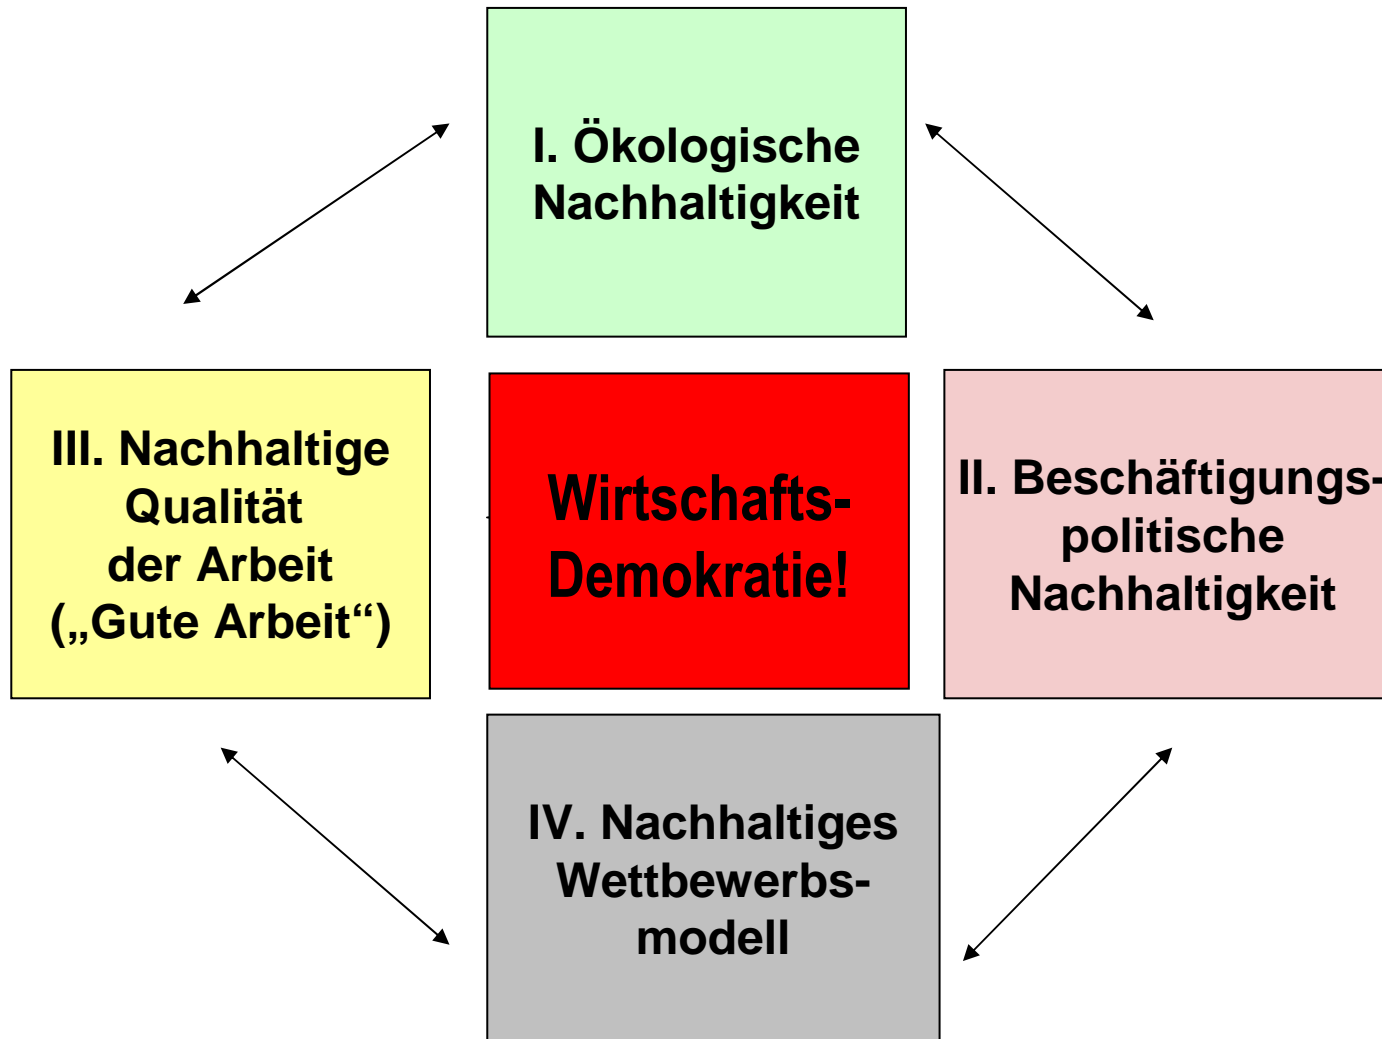 I. Ökologische
Nachhaltigkeit
III. Nachhaltige
Qualität
der Arbeit
(„Gute Arbeit“)
Wirtschafts-
Demokratie!
II. Beschäftigungs-
politische
Nachhaltigkeit
IV. Nachhaltiges
Wettbewerbs-
modell